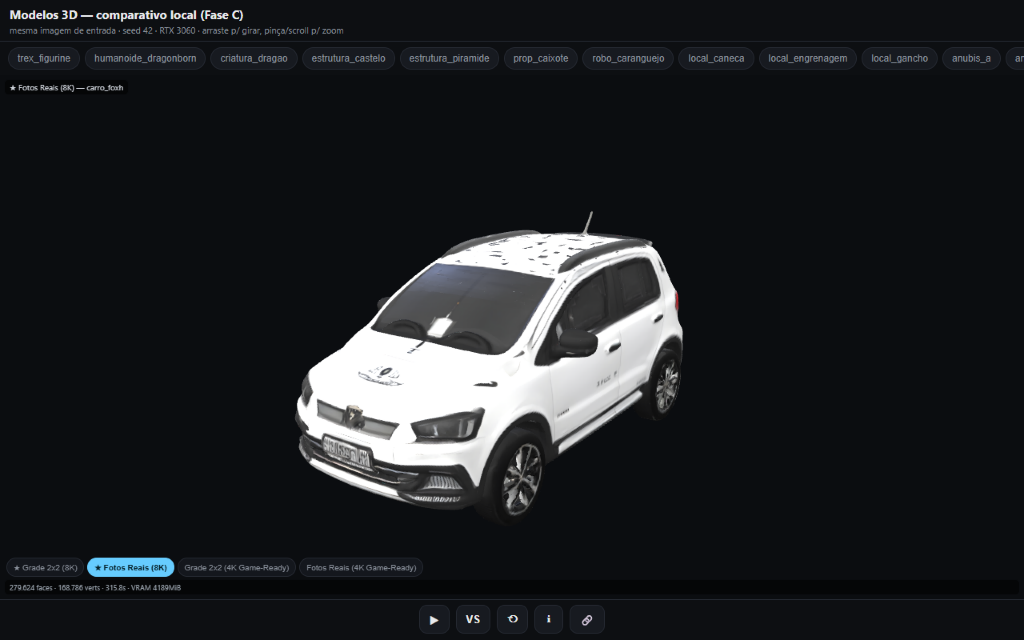 Modelos 3D — comparativo local (Fase C)
mesma imagem de entrada · seed 42 · RTX 3060 · arraste p/ girar, pinça/scroll p/ zoom
trex_figurine humanoide_dragonborn criatura_dragao estrutura_castelo estrutura_piramide prop_caixote robo_caranguejo local_caneca local_engrenagem local_gancho anubis_a
★ Fotos Reais (8K) — carro_foxh
★ Grade 2x2 (8K) ★ Fotos Reais (8K) Grade 2x2 (4K Game-Ready) Fotos Reais (4K Game-Ready)
279.624 faces · 168.786 verts · 315.8s · VRAM 4189MiB
▶ VS ⟲ i 🔗